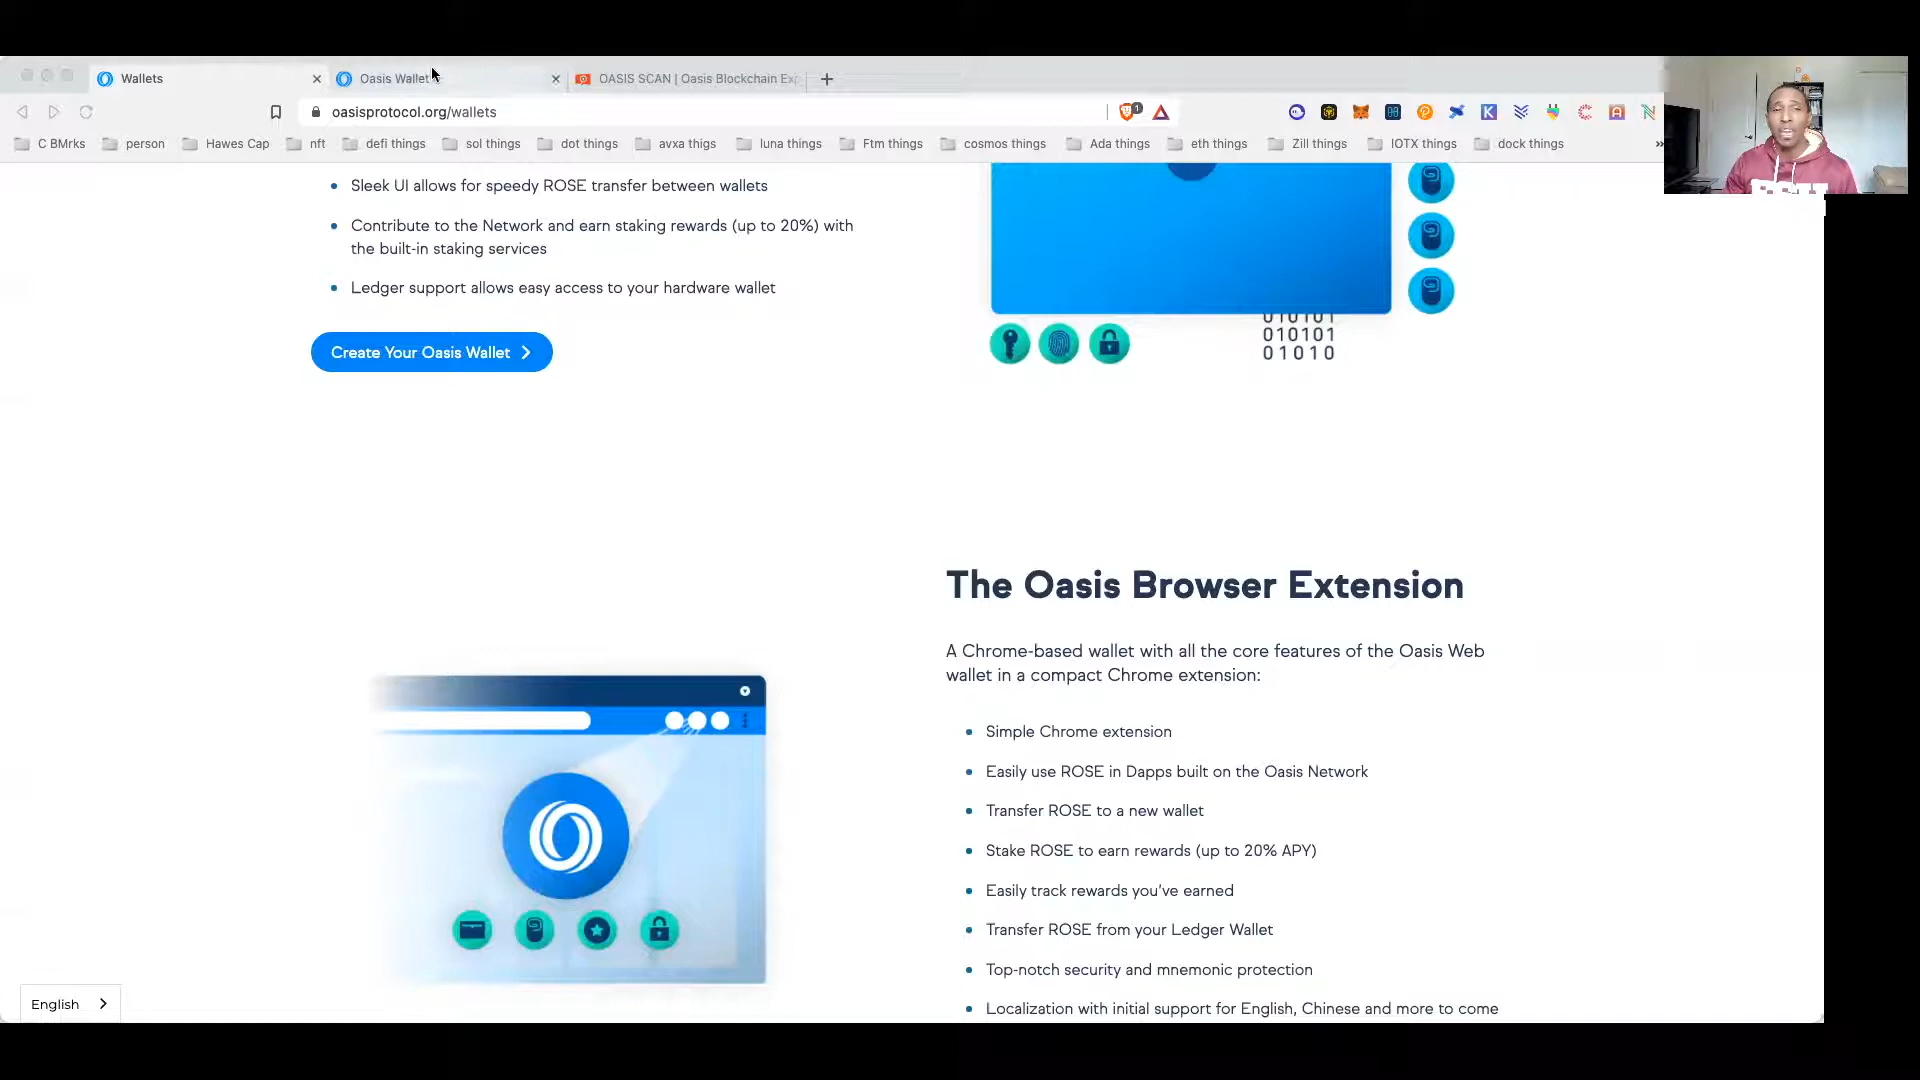 Wallets
Oasis Wallet
OASIS SCAN | Oasis Blockchain Exp
oasisprotocol.org/wallets
1
C BMrks
person
Hawes Cap
nft
defi things
sol things
dot things
avxa thigs
luna things
Ftm things
cosmos things
Ada things
eth things
Zill things
IOTX things
dock things
Sleek UI allows for speedy ROSE transfer between wallets
Contribute to the Network and earn staking rewards (up to 20%) with
the built-in staking services
Ledger support allows easy access to your hardware wallet
Create Your Oasis Wallet
010101
010101
01010
The Oasis Browser Extension
A Chrome-based wallet with all the core features of the Oasis Web
wallet in a compact Chrome extension:
Simple Chrome extension
Easily use ROSE in Dapps built on the Oasis Network
Transfer ROSE to a new wallet
Stake ROSE to earn rewards (up to 20% APY)
Easily track rewards you've earned
Transfer ROSE from your Ledger Wallet
Top-notch security and mnemonic protection
Localization with initial support for English, Chinese and more to come
English